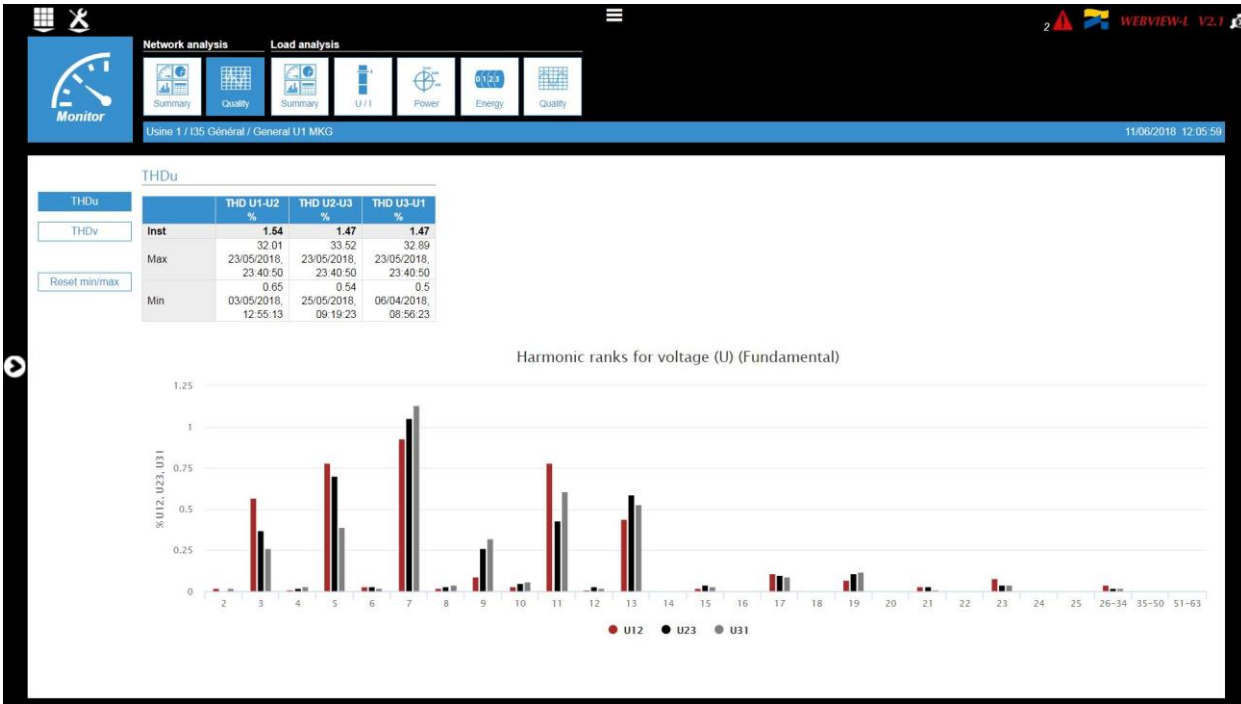 2 WEBVIEW-L V2.1
Network analysis Load analysis
Monitor
Summary Quality Summary U / I Power 0123 Energy Quality
Usine 1 / I35 Général / General U1 MKG 11/06/2018 12:05:59
THDu
THDu
THDv
Reset min/max
THD U1-U2 THD U2-U3 THD U3-U1
% % %
Inst 1.54 1.47 1.47
32.01 33.52 32.89
Max 23/05/2018, 23/05/2018, 23/05/2018,
23:40:50 23:40:50 23:40:50
0.65 0.54 0.5
Min 03/05/2018, 25/05/2018, 06/04/2018,
12:55:13 09:19:23 08:56:23
Harmonic ranks for voltage (U) (Fundamental)
% U12, U23, U31
1.25
1
0.75
0.5
0.25
0
2 3 4 5 6 7 8 9 10 11 12 13 14 15 16 17 18 19 20 21 22 23 24 25 26-34 35-50 51-63
U12 U23 U31